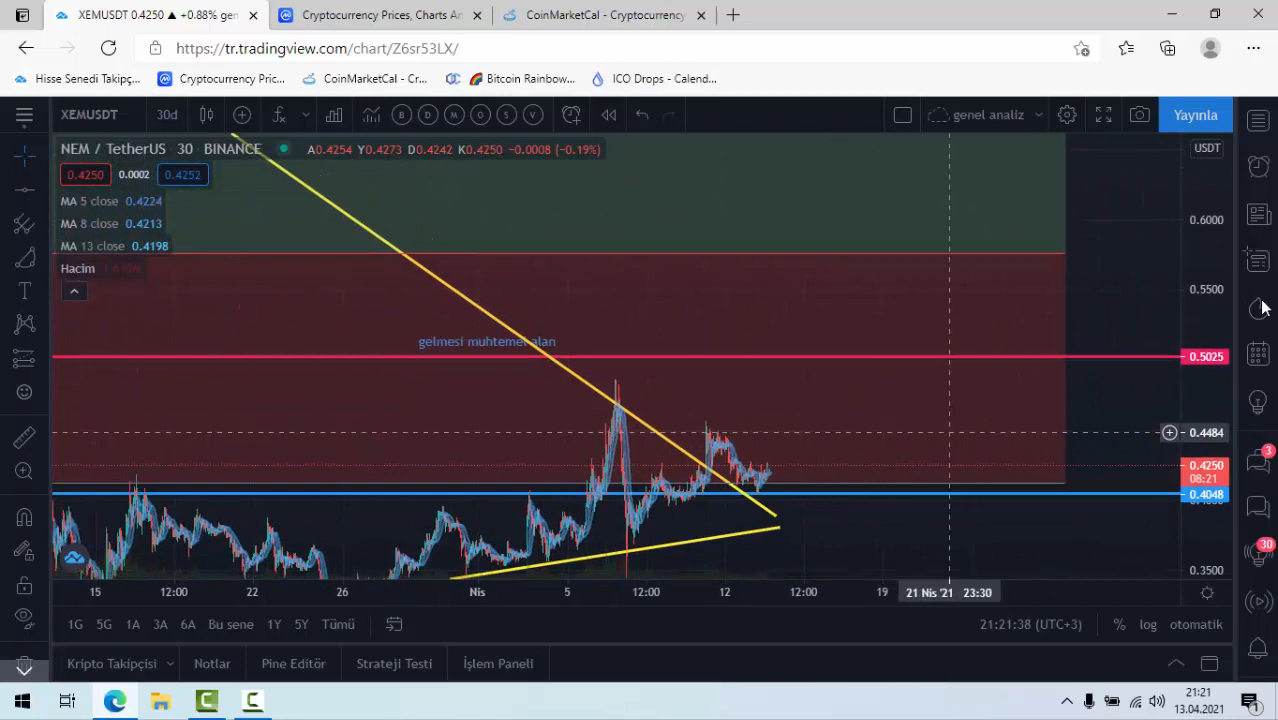 XEMUSDT 0.4250 ▲ +0.88% gen
Cryptocurrency Prices, Charts An
CoinMarketCal - Cryptocurrency
https://tr.tradingview.com/chart/Z6sr53LX/
Hisse Senedi Takipç...
Cryptocurrency Pric...
CoinMarketCal - Cr...
Bitcoin Rainbow...
ICO Drops - Calend...
XEMUSDT
30d
B
D
M
G
S
V
genel analiz
Yayınla
NEM / TetherUS · 30 · BINANCE
A0.4254 Y0.4273 D0.4242 K0.4250 −0.0008 (−0.19%)
USDT
0.4250
0.0002
0.4252
MA 5 close 0.4224
MA 8 close 0.4213
MA 13 close 0.4198
Hacim
0.6000
0.5500
gelmesi muhtemel alan
0.5025
0.4484
0.4250
08:21
0.4048
0.3500
15
12:00
22
26
Nis
5
12:00
12
12:00
19
21 Nis '21 23:30
1G
5G
1A
3A
6A
Bu sene
1Y
5Y
Tümü
21:21:38 (UTC+3)
%
log
otomatik
Kripto Takipçisi
Notlar
Pine Editör
Strateji Testi
İşlem Paneli
3
30
21:21
13.04.2021
1